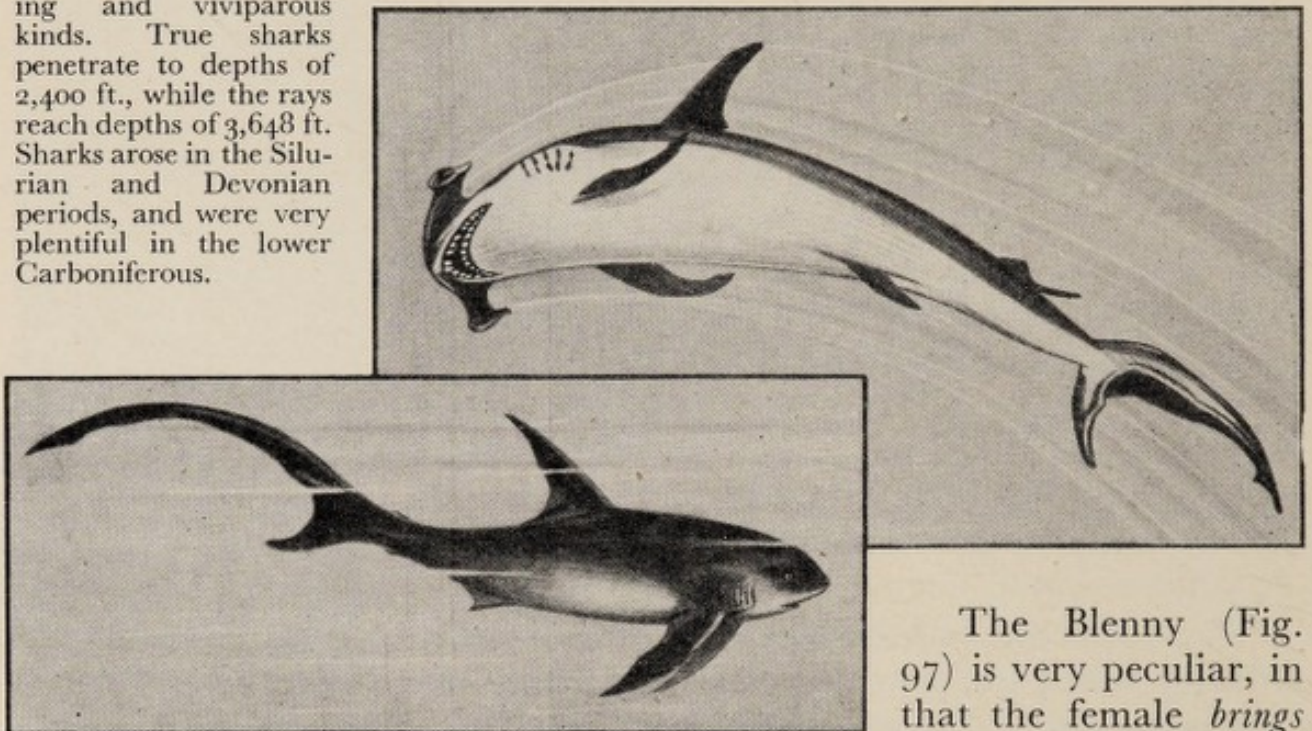 ing and viviparous
kinds. True sharks
penetrate to depths of
2,400 ft., while the rays
reach depths of 3,648 ft.
Sharks arose in the Silu-
rian and Devonian
periods, and were very
plentiful in the lower
Carboniferous.
The Blenny (Fig.
97) is very peculiar, in
that the female brings